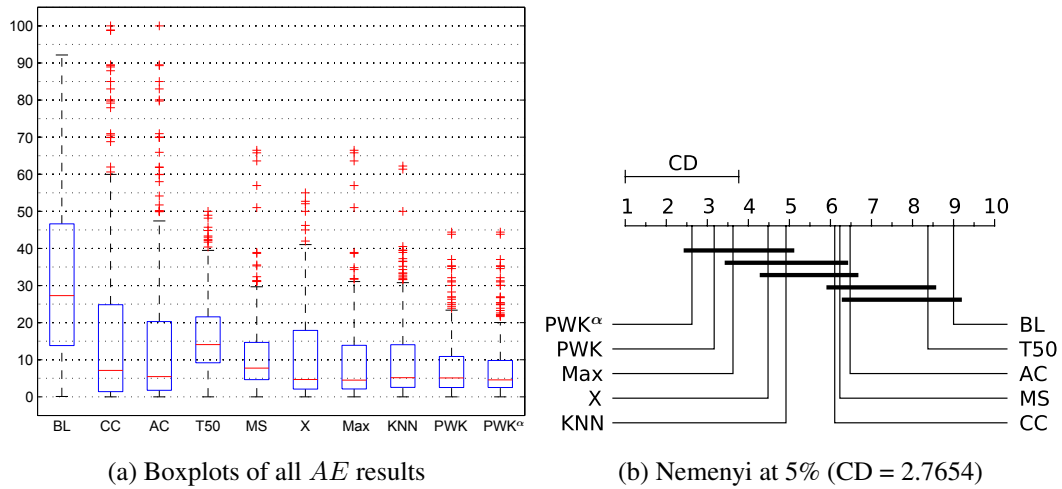 100
90
80
70
60
50
40
30
20
10
0
BL CC AC T50 MS X Max KNN PWK PWKα
(a) Boxplots of all AE results
CD
1 2 3 4 5 6 7 8 9 10
PWKα BL
PWK T50
Max AC
X MS
KNN CC
(b) Nemenyi at 5% (CD = 2.7654)